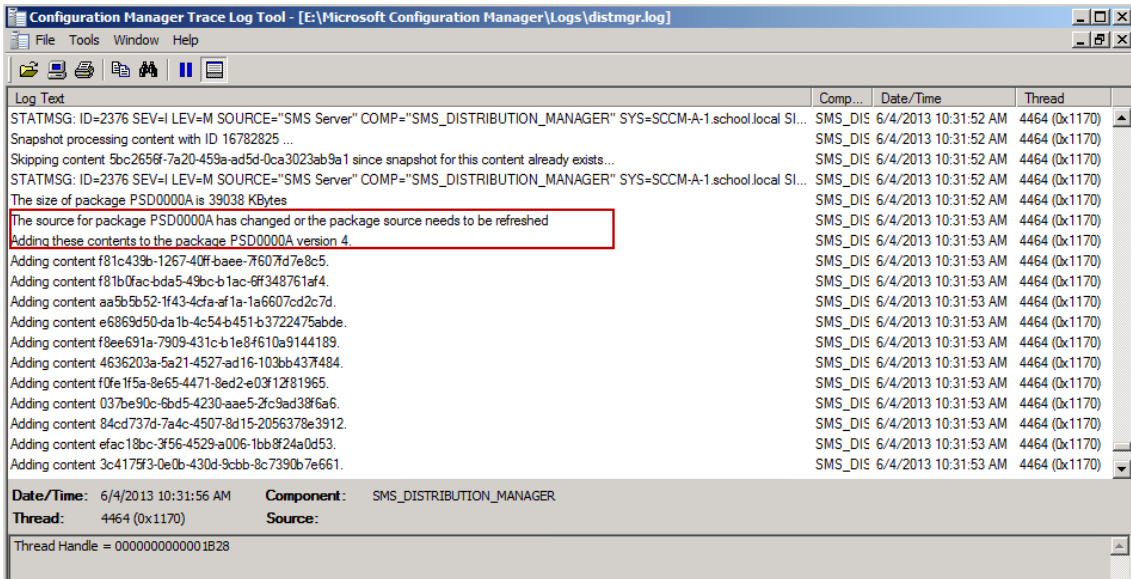 Configuration Manager Trace Log Tool - [E:\Microsoft Configuration Manager\Logs\distmgr.log]
File Tools Window Help
Log Text Comp... Date/Time Thread
STATMSG: ID=2376 SEV=I LEV=M SOURCE="SMS Server" COMP="SMS_DISTRIBUTION_MANAGER" SYS=SCCM-A-1.school.local SI... SMS_DIS 6/4/2013 10:31:52 AM 4464 (0x1170)
Snapshot processing content with ID 16782825 ... SMS_DIS 6/4/2013 10:31:52 AM 4464 (0x1170)
Skipping content 5bc2656f-7a20-459a-ad5d-0ca3023ab9a1 since snapshot for this content already exists... SMS_DIS 6/4/2013 10:31:52 AM 4464 (0x1170)
STATMSG: ID=2376 SEV=I LEV=M SOURCE="SMS Server" COMP="SMS_DISTRIBUTION_MANAGER" SYS=SCCM-A-1.school.local SI... SMS_DIS 6/4/2013 10:31:52 AM 4464 (0x1170)
The size of package PSD0000A is 39038 KBytes SMS_DIS 6/4/2013 10:31:53 AM 4464 (0x1170)
The source for package PSD0000A has changed or the package source needs to be refreshed SMS_DIS 6/4/2013 10:31:53 AM 4464 (0x1170)
Adding these contents to the package PSD0000A version 4. SMS_DIS 6/4/2013 10:31:53 AM 4464 (0x1170)
Adding content f81c439b-1267-40ff-baee-7f607fd7e8c5. SMS_DIS 6/4/2013 10:31:53 AM 4464 (0x1170)
Adding content f81b0fac-bda5-49bc-b1ac-6ff348761af4. SMS_DIS 6/4/2013 10:31:53 AM 4464 (0x1170)
Adding content aa5b5b52-1f43-4cfa-af1a-1a6607cd2c7d. SMS_DIS 6/4/2013 10:31:53 AM 4464 (0x1170)
Adding content e6869d50-da1b-4c54-b451-b3722475abde. SMS_DIS 6/4/2013 10:31:53 AM 4464 (0x1170)
Adding content f8ee691a-7909-431c-b1e8-f610a9144189. SMS_DIS 6/4/2013 10:31:53 AM 4464 (0x1170)
Adding content 4636203a-5a21-4527-ad16-103bb437f484. SMS_DIS 6/4/2013 10:31:53 AM 4464 (0x1170)
Adding content f0fe1f5a-8e65-4471-8ed2-e03f12f81965. SMS_DIS 6/4/2013 10:31:53 AM 4464 (0x1170)
Adding content 037be90c-6bd5-4230-aae5-2fc9ad38f6a6. SMS_DIS 6/4/2013 10:31:53 AM 4464 (0x1170)
Adding content 84cd737d-7a4c-4507-8d15-2056378e3912. SMS_DIS 6/4/2013 10:31:53 AM 4464 (0x1170)
Adding content efac18bc-3f56-4529-a006-1bb8f24a0d53. SMS_DIS 6/4/2013 10:31:53 AM 4464 (0x1170)
Adding content 3c4175f3-0e0b-430d-9cbb-8c7390b7e661. SMS_DIS 6/4/2013 10:31:53 AM 4464 (0x1170)
Date/Time: 6/4/2013 10:31:56 AM Component: SMS_DISTRIBUTION_MANAGER
Thread: 4464 (0x1170) Source:
Thread Handle = 0000000000001B28